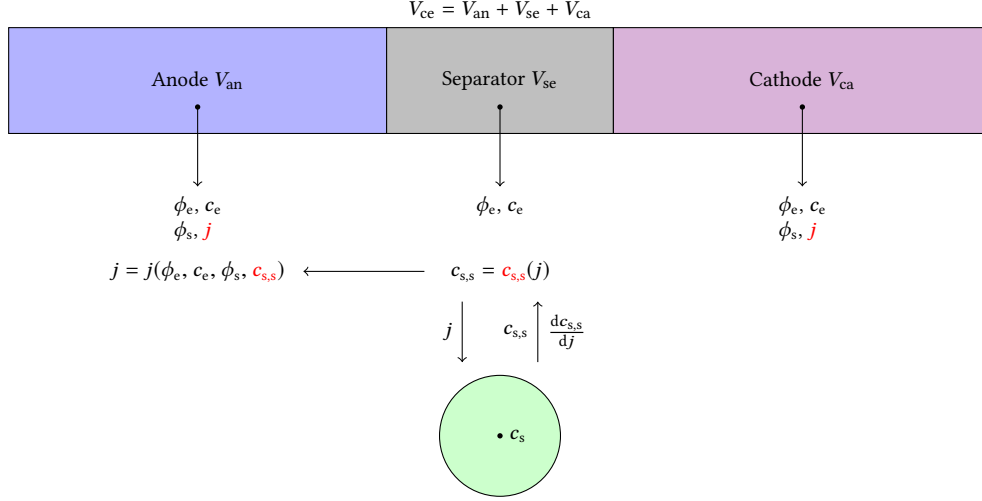 V_ce = V_an + V_se + V_ca
Anode V_an
Separator V_se
Cathode V_ca
ϕ_e, c_e
ϕ_s, j
ϕ_e, c_e
ϕ_e, c_e
ϕ_s, j
j = j(ϕ_e, c_e, ϕ_s, c_s,s)
c_s,s = c_s,s(j)
j
c_s,s
dc_s,s/dj
c_s